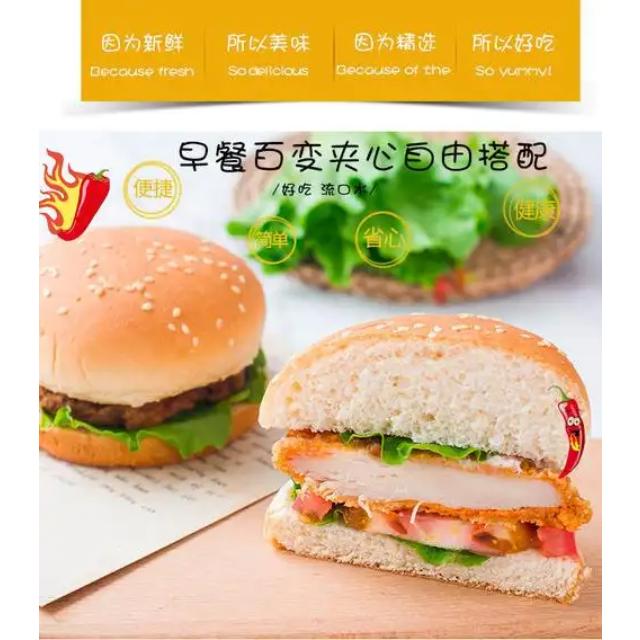 因为新鲜 所以美味 因为精选 所以好吃
Because fresh So delicious Because of the So yummy!
早餐百变夹心自由搭配
/好吃 流口水/
便捷
健康
简单
省心